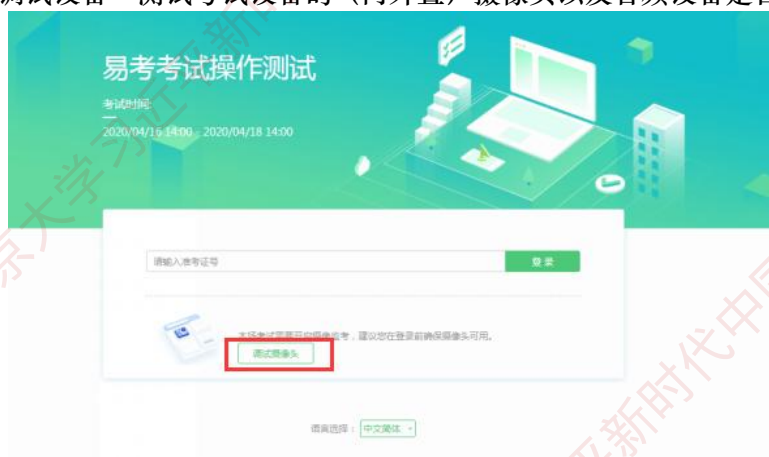 调试设备 测试考试设备的（内外置）摄像头以及音频设备是否
易考考试操作测试
考试时间:
2020/04/16 14:00 - 2020/04/18 14:00
请输入准考证号
登录
本场考试需要开启摄像监考，建议您在登录前确保摄像头可用。
调试摄像头
语言选择：中文简体